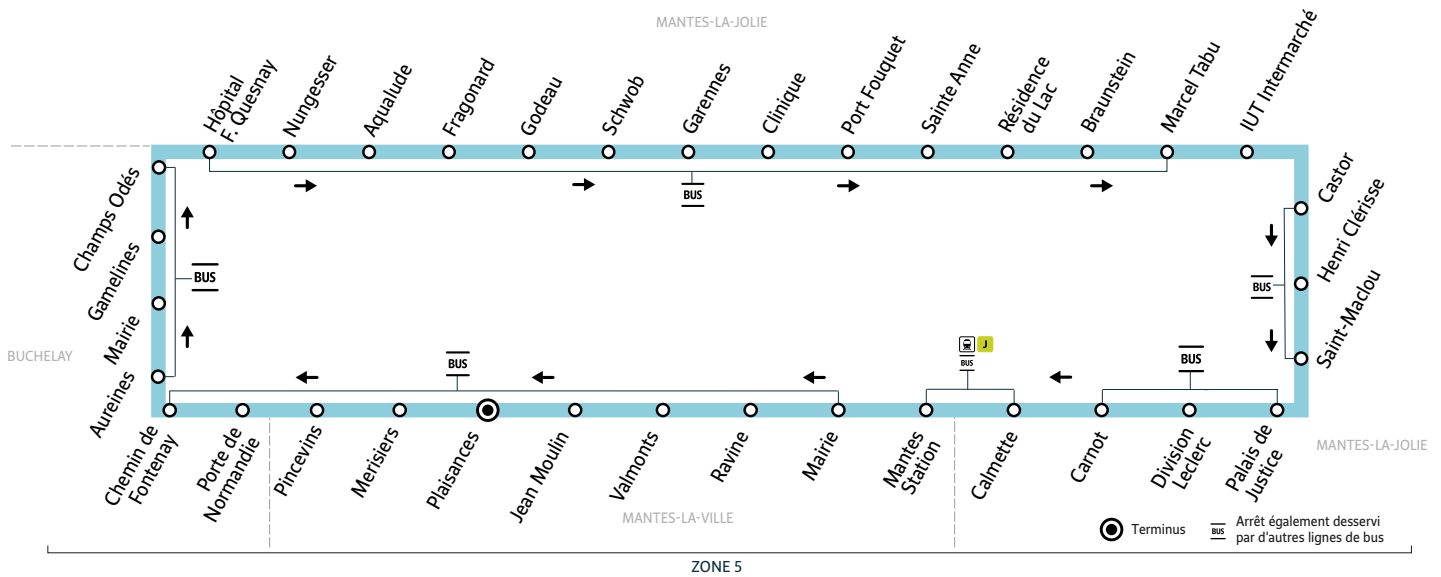 MANTES-LA-JOLIE
Hôpital
F. Quesnay
Nungesser
Aqualude
Fragonard
Godeau
Schwob
Garennes
Clinique
Port Fouquet
Sainte Anne
Résidence
du Lac
Braunstein
Marcel Tabu
IUT Intermarché
BUS
Castor
Henri Clérisse
Saint-Maclou
BUS
Champs Odés
Gamelines
Mairie
Aureines
BUS
BUCHELAY
BUS
J
BUS
BUS
Chemin de
Fontenay
Porte de
Normandie
Pincevins
Merisiers
Plaisances
Jean Moulin
Valmonts
Ravine
Mairie
Mantes
Station
Calmette
Carnot
Division
Leclerc
Palais de
Justice
MANTES-LA-JOLIE
MANTES-LA-VILLE
Terminus
BUS
Arrêt également desservi
par d'autres lignes de bus
ZONE 5